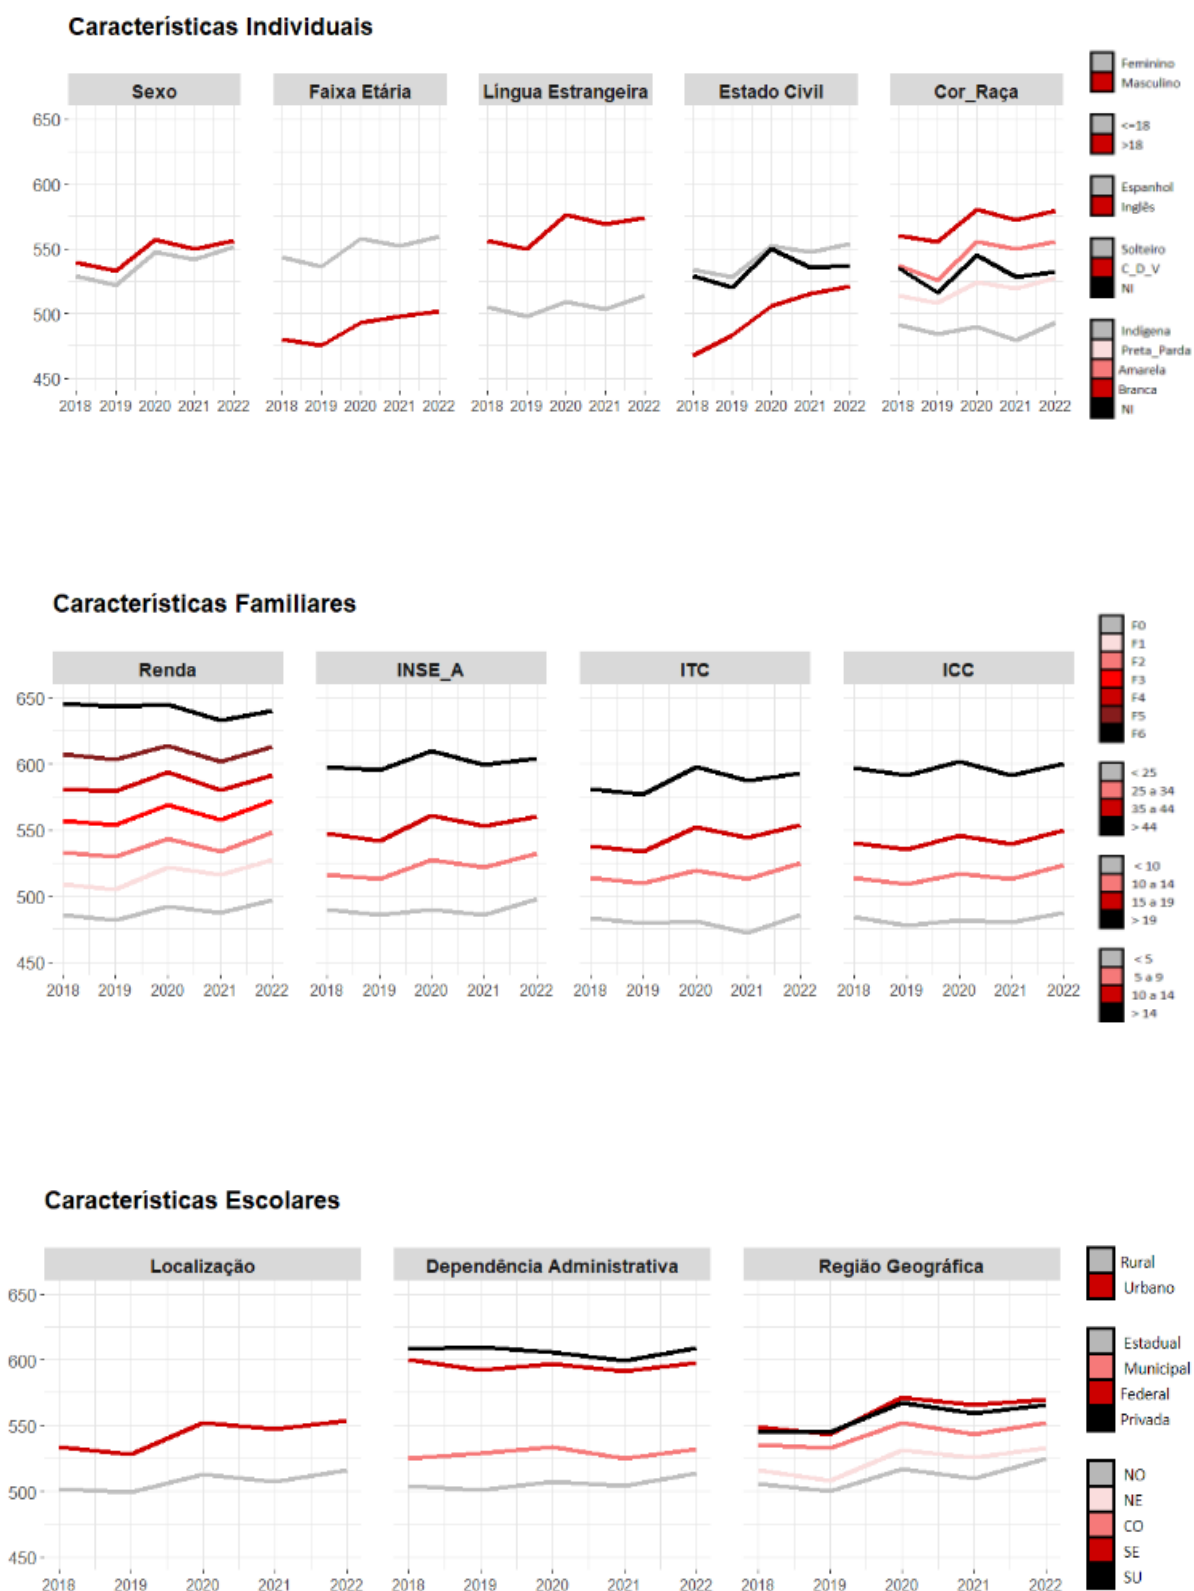 Características Individuais
Sexo
Faixa Etária
Língua Estrangeira
Estado Civil
Cor_Raça
650
600
550
500
450
2018 2019 2020 2021 2022
2018 2019 2020 2021 2022
2018 2019 2020 2021 2022
2018 2019 2020 2021 2022
2018 2019 2020 2021 2022
Feminino
Masculino
<=18
>18
Espanhol
Inglês
Solteiro
C_D_V
NI
Indígena
Preta_Parda
Amarela
Branca
NI
Características Familiares
Renda
INSE_A
ITC
ICC
650
600
550
500
450
2018 2019 2020 2021 2022
2018 2019 2020 2021 2022
2018 2019 2020 2021 2022
2018 2019 2020 2021 2022
F0
F1
F2
F3
F4
F5
F6
< 25
25 a 34
35 a 44
> 44
< 10
10 a 14
15 a 19
> 19
< 5
5 a 9
10 a 14
> 14
Características Escolares
Localização
Dependência Administrativa
Região Geográfica
650
600
550
500
450
2018 2019 2020 2021 2022
2018 2019 2020 2021 2022
2018 2019 2020 2021 2022
Rural
Urbano
Estadual
Municipal
Federal
Privada
NO
NE
CO
SE
SU